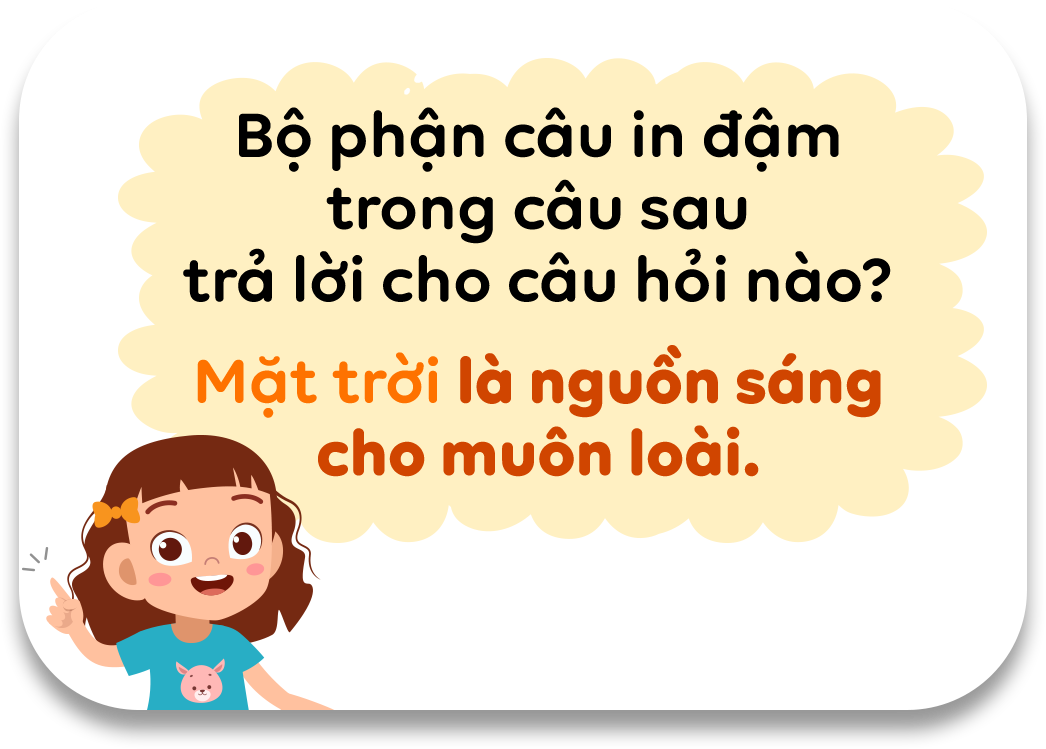 Bộ phận câu in đậm
trong câu sau
trả lời cho câu hỏi nào?
Mặt trời là nguồn sáng
cho muôn loài.